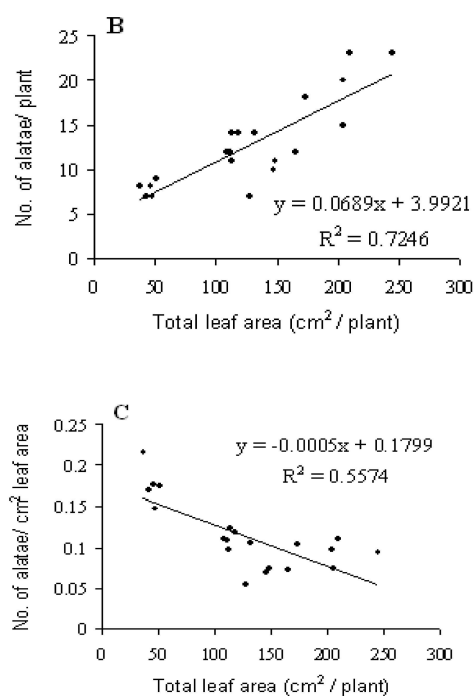 B
25
20
15
10
5
0
No. of alatae/ plant
y = 0.0689x + 3.9921
R² = 0.7246
0 50 100 150 200 250 300
Total leaf area (cm² / plant)
C
0.25
0.2
0.15
0.1
0.05
0
No. of alatae/ cm² leaf area
y = -0.0005x + 0.1799
R² = 0.5574
0 50 100 150 200 250 300
Total leaf area (cm² / plant)